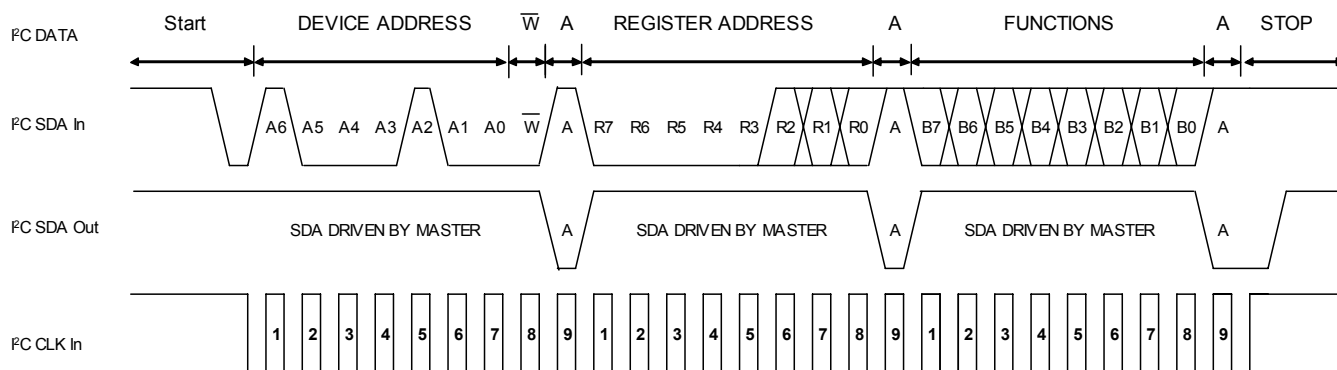 I²C DATA Start DEVICE ADDRESS W̅ A REGISTER ADDRESS A FUNCTIONS A STOP
I²C SDA In A6 A5 A4 A3 A2 A1 A0 W̅ A R7 R6 R5 R4 R3 R2 R1 R0 A B7 B6 B5 B4 B3 B2 B1 B0 A
I²C SDA Out SDA DRIVEN BY MASTER A SDA DRIVEN BY MASTER A SDA DRIVEN BY MASTER A
I²C CLK In 1 2 3 4 5 6 7 8 9 1 2 3 4 5 6 7 8 9 1 2 3 4 5 6 7 8 9